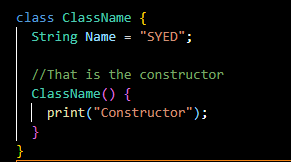 class ClassName {
String Name = "SYED";
//That is the constructor
ClassName() {
print("Constructor");
}
}